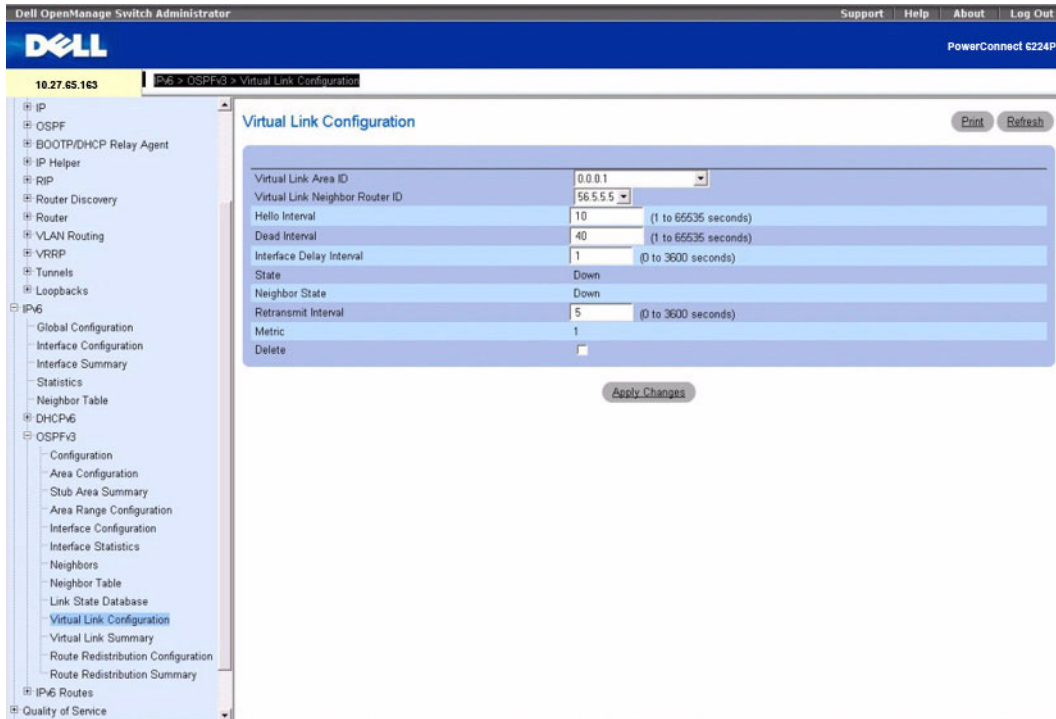 Dell OpenManage Switch Administrator
Support Help About Log Out
DELL
PowerConnect 6224P
10.27.65.163
IPv6 > OSPFv3 > Virtual Link Configuration
IP
OSPF
BOOTP/DHCP Relay Agent
IP Helper
RIP
Router Discovery
Router
VLAN Routing
VRRP
Tunnels
Loopbacks
IPv6
Global Configuration
Interface Configuration
Interface Summary
Statistics
Neighbor Table
DHCPv6
OSPFv3
Configuration
Area Configuration
Stub Area Summary
Area Range Configuration
Interface Configuration
Interface Statistics
Neighbors
Neighbor Table
Link State Database
Virtual Link Configuration
Virtual Link Summary
Route Redistribution Configuration
Route Redistribution Summary
IPv6 Routes
Quality of Service
Virtual Link Configuration
Print Refresh
Virtual Link Area ID 0.0.0.1
Virtual Link Neighbor Router ID 56.5.5.5
Hello Interval 10 (1 to 65535 seconds)
Dead Interval 40 (1 to 65535 seconds)
Interface Delay Interval 1 (0 to 3600 seconds)
State Down
Neighbor State Down
Retransmit Interval 5 (0 to 3600 seconds)
Metric 1
Delete
Apply Changes